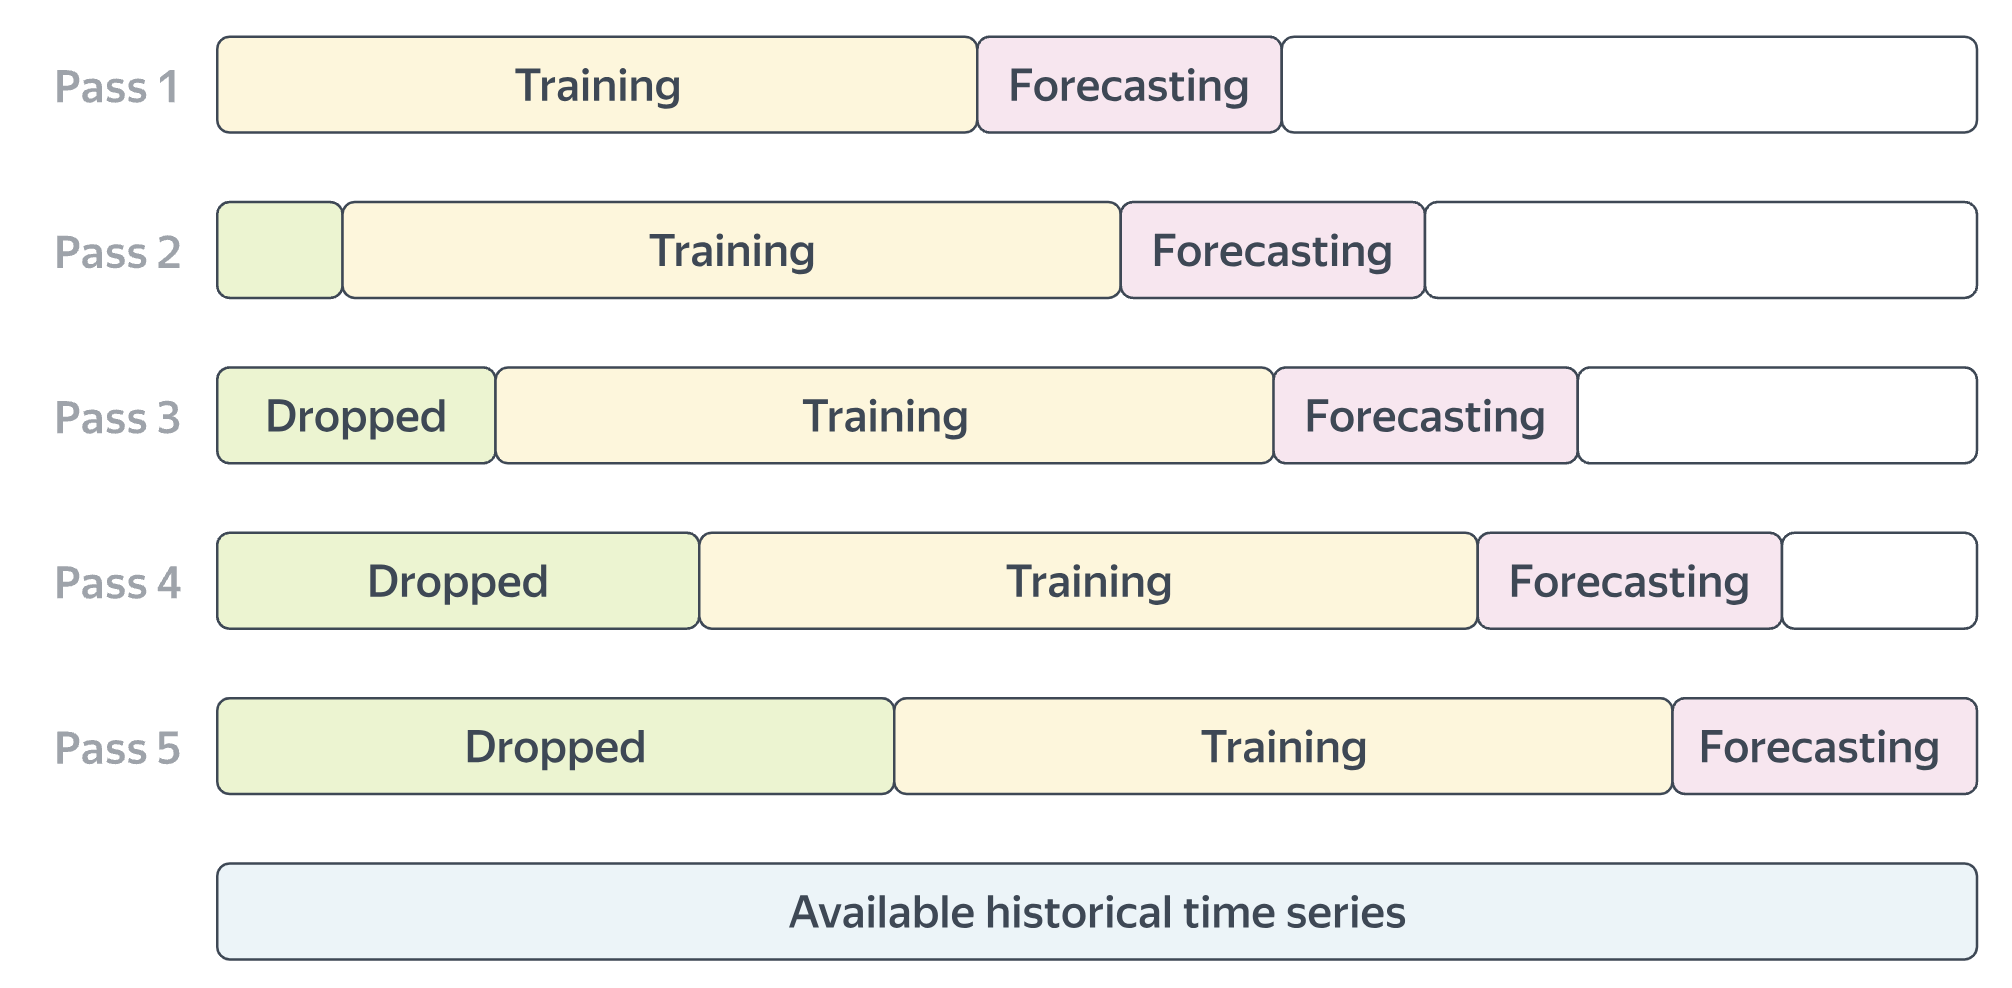 Pass 1 Training Forecasting
Pass 2 Training Forecasting
Pass 3 Dropped Training Forecasting
Pass 4 Dropped Training Forecasting
Pass 5 Dropped Training Forecasting
Available historical time series